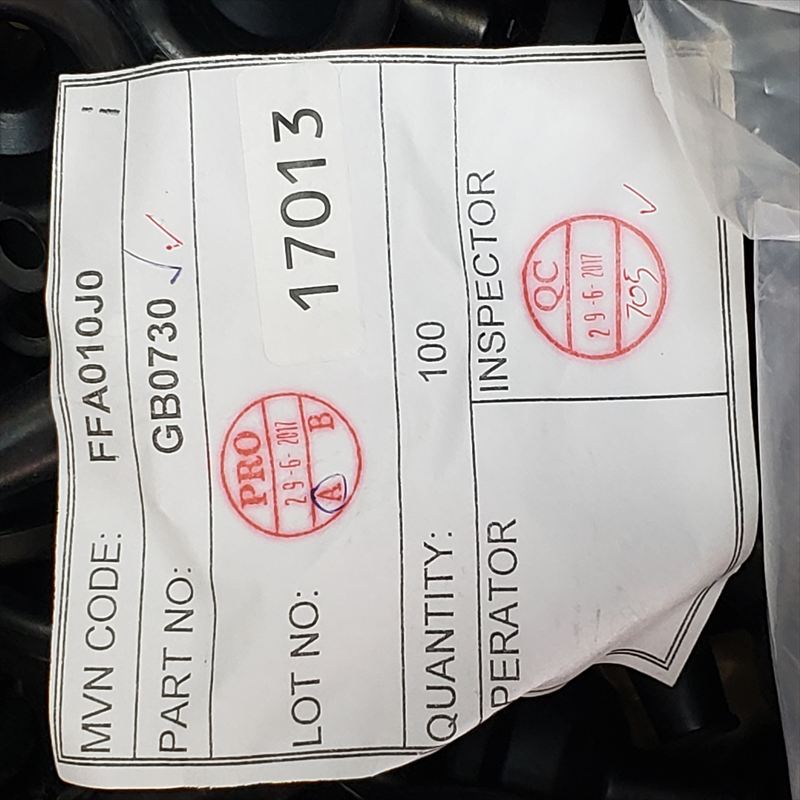 MVN CODE: FFA010J0
PART NO: GB0730
LOT NO:
PRO
29-6-2017
A B
17013
QUANTITY: 100
PERATOR
INSPECTOR
QC
29-6-2017
705